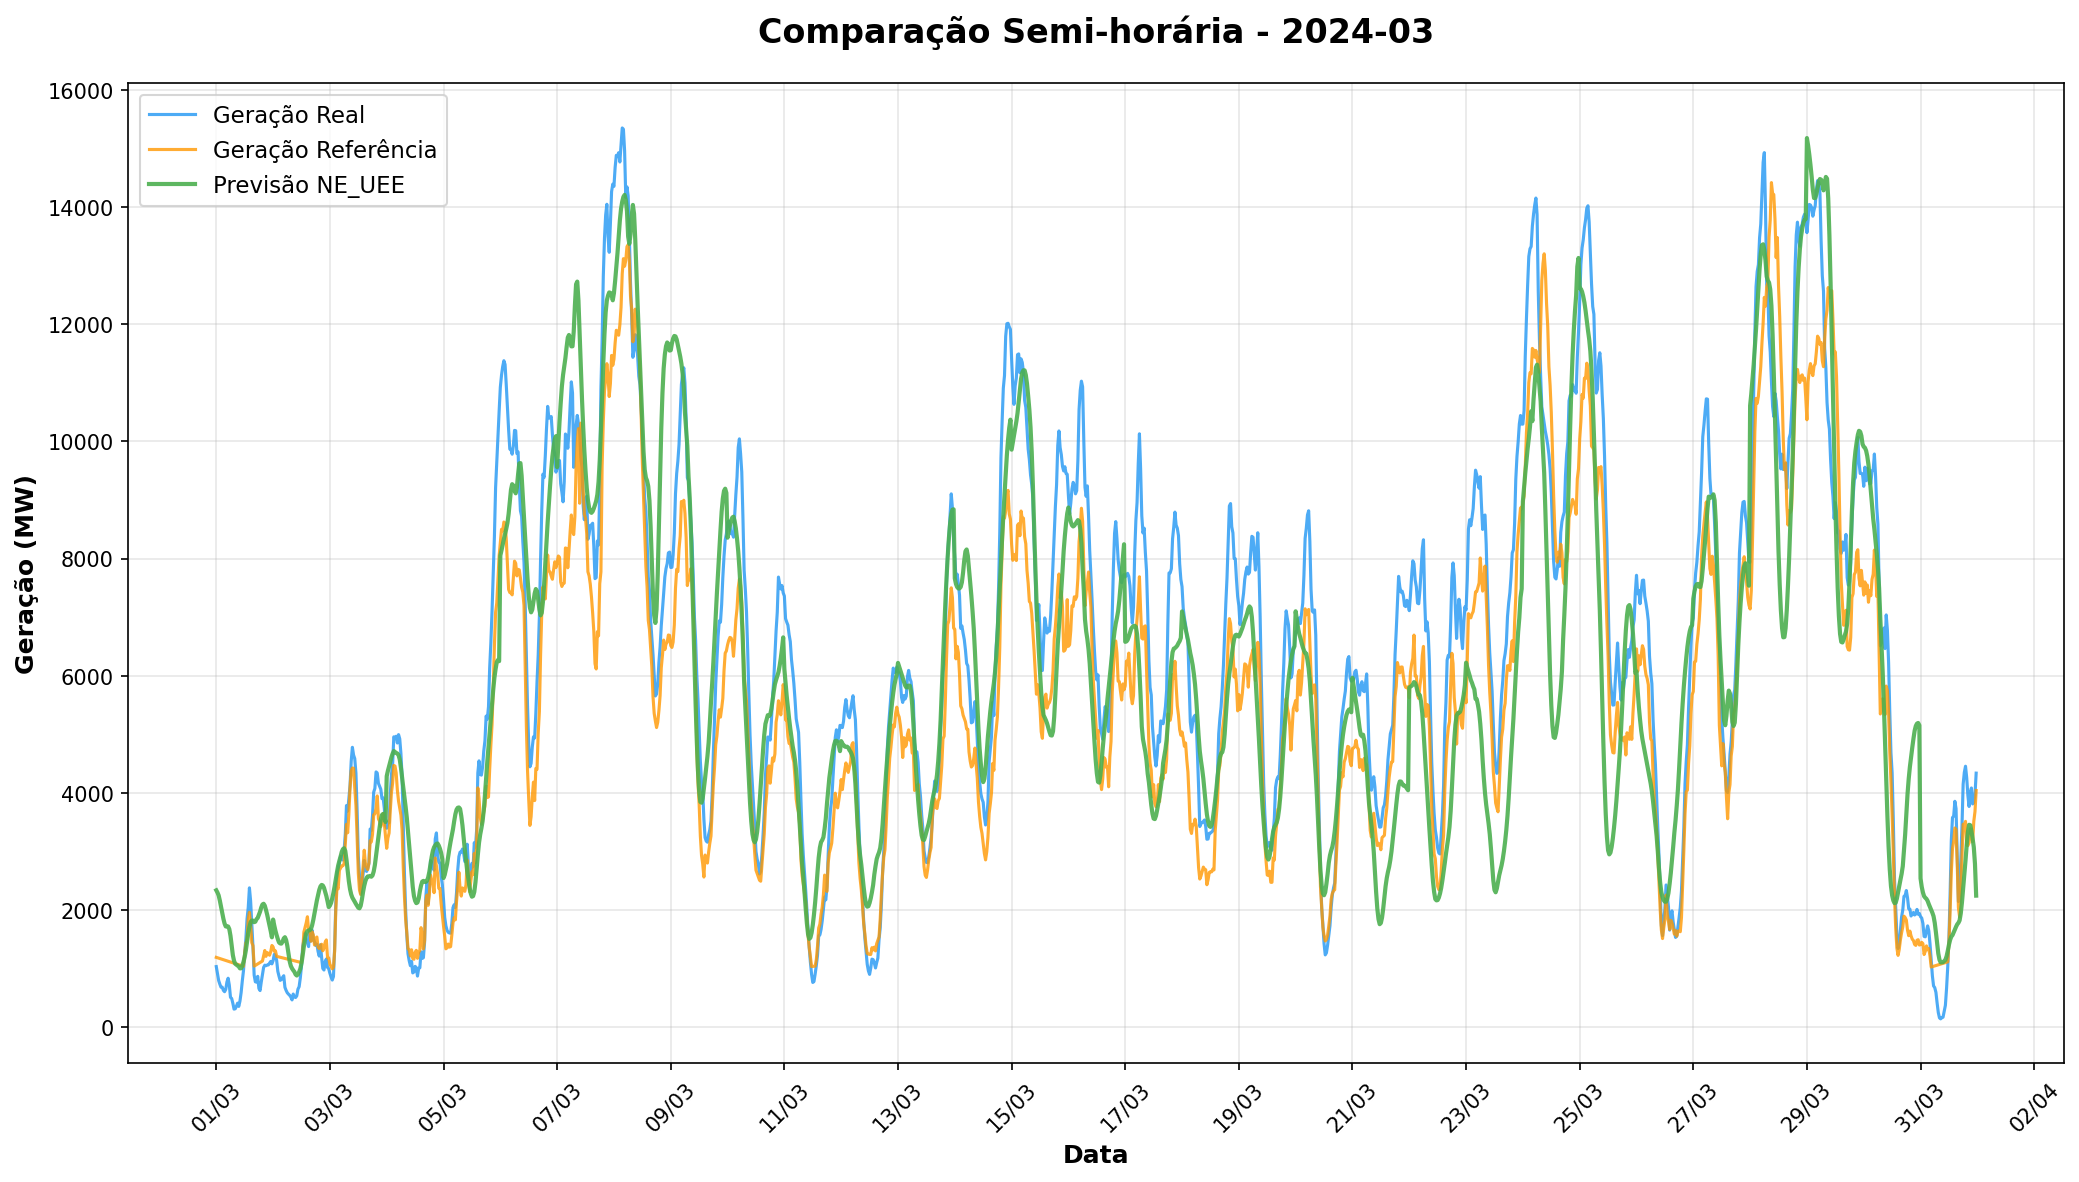 Comparação Semi-horária - 2024-03
Geração Real
Geração Referência
Previsão NE_UEE
Geração (MW)
16000
14000
12000
10000
8000
6000
4000
2000
0
01/03 03/03 05/03 07/03 09/03 11/03 13/03 15/03 17/03 19/03 21/03 23/03 25/03 27/03 29/03 31/03 02/04
Data